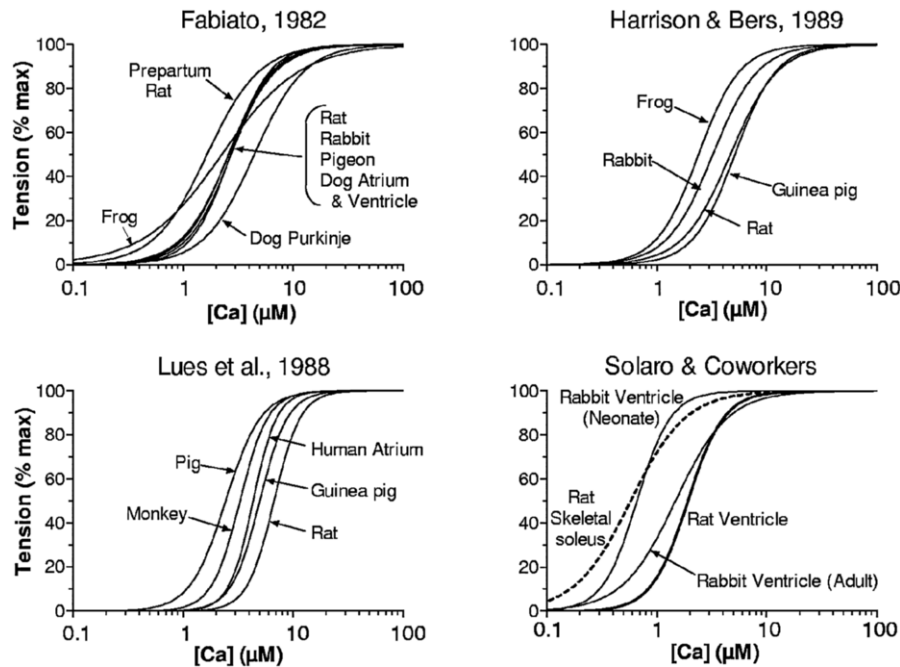 Fabiato, 1982
Tension (% max)
100
80
60
40
20
0
Prepartum
Rat
Rat
Rabbit
Pigeon
Dog Atrium
& Ventricle
Frog
Dog Purkinje
0.1
1
10
100
[Ca] (µM)
Harrison & Bers, 1989
Tension (% max)
100
80
60
40
20
0
Frog
Rabbit
Guinea pig
Rat
0.1
1
10
100
[Ca] (µM)
Lues et al., 1988
Tension (% max)
100
80
60
40
20
0
Pig
Human Atrium
Guinea pig
Monkey
Rat
0.1
1
10
100
[Ca] (µM)
Solaro & Coworkers
Tension (% max)
100
80
60
40
20
0
Rabbit Ventricle
(Neonate)
Rat
Skeletal
soleus
Rat Ventricle
Rabbit Ventricle (Adult)
0.1
1
10
100
[Ca] (µM)